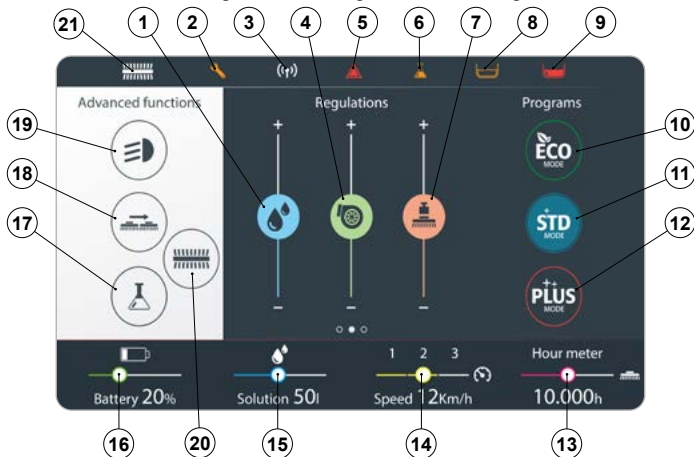 1 2 3 4 5 6 7 8 9
21
Advanced functions Regulations Programs
+ + +
19 10
ECO
MODE
18 11
STD
MODE
17 12
PLUS
MODE
− − −
1 2 3 Hour meter
Battery 20% Solution 50l Speed 12Km/h 10.000h
16 20 15 14 13